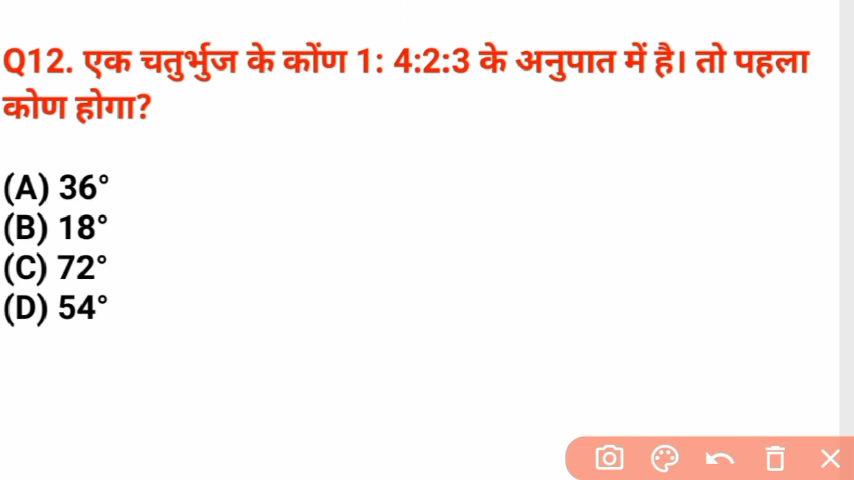 Q12. एक चतुर्भुज के कोंण 1: 4:2:3 के अनुपात में है। तो पहला
कोण होगा?
(A) 36°
(B) 18°
(C) 72°
(D) 54°